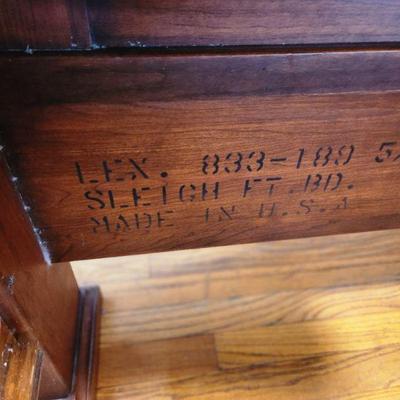 LEX. 833-189 5/
SLEIGH FT.BD.
MADE IN U.S.A